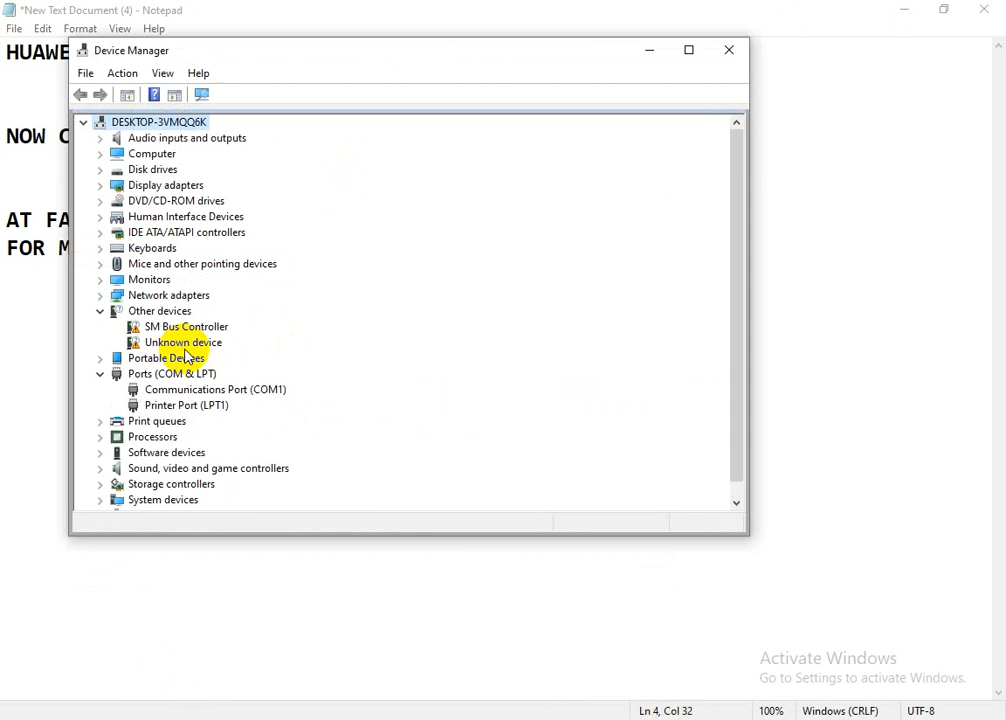 *New Text Document (4) - Notepad
File Edit Format View Help
HUAWE
NOW C
AT FA
FOR M
Device Manager
File Action View Help
DESKTOP-3VMQQ6K
Audio inputs and outputs
Computer
Disk drives
Display adapters
DVD/CD-ROM drives
Human Interface Devices
IDE ATA/ATAPI controllers
Keyboards
Mice and other pointing devices
Monitors
Network adapters
Other devices
SM Bus Controller
Unknown device
Portable Devices
Ports (COM & LPT)
Communications Port (COM1)
Printer Port (LPT1)
Print queues
Processors
Software devices
Sound, video and game controllers
Storage controllers
System devices
Activate Windows
Go to Settings to activate Windows.
Ln 4, Col 32 100% Windows (CRLF) UTF-8